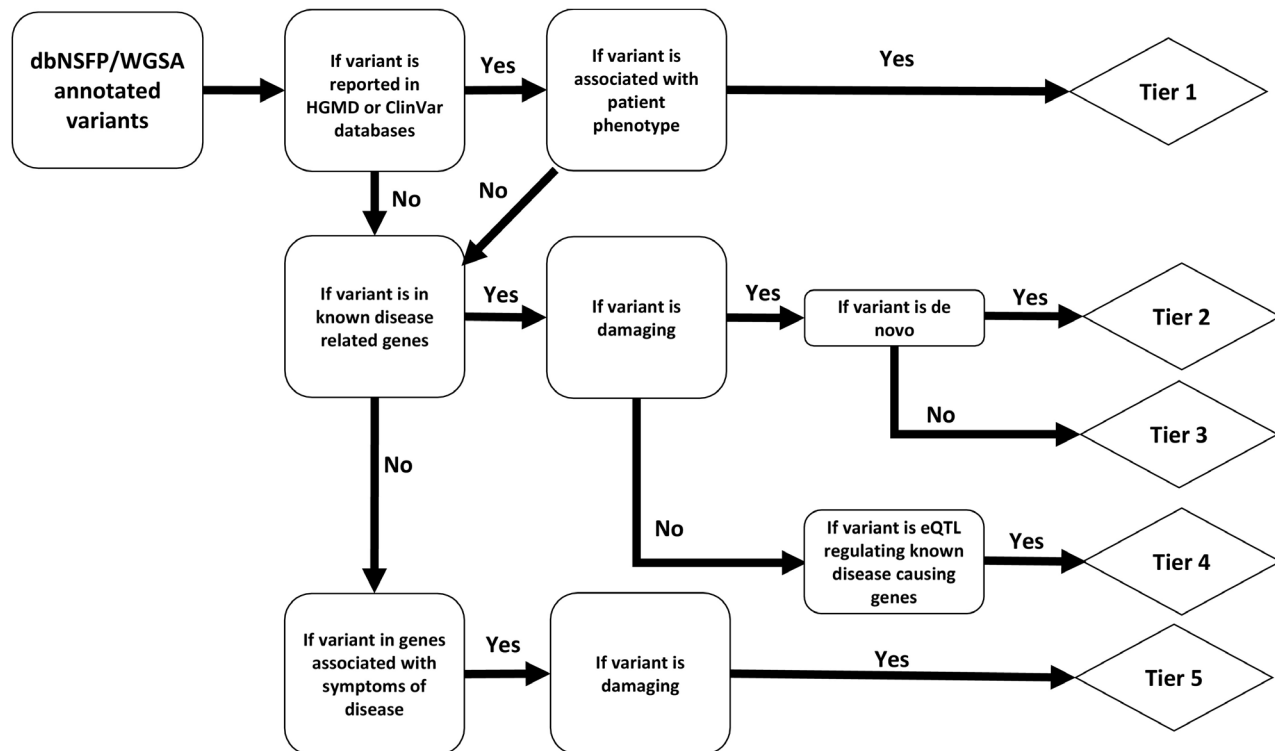 dbNSFP/WGSA
annotated
variants
If variant is
reported in
HGMD or ClinVar
databases
Yes
If variant is
associated with
patient
phenotype
Yes
Tier 1
No
No
If variant is in
known disease
related genes
Yes
If variant is
damaging
Yes
If variant is de
novo
Yes
Tier 2
No
Tier 3
No
No
If variant is eQTL
regulating known
disease causing
genes
Yes
Tier 4
If variant in genes
associated with
symptoms of
disease
Yes
If variant is
damaging
Yes
Tier 5